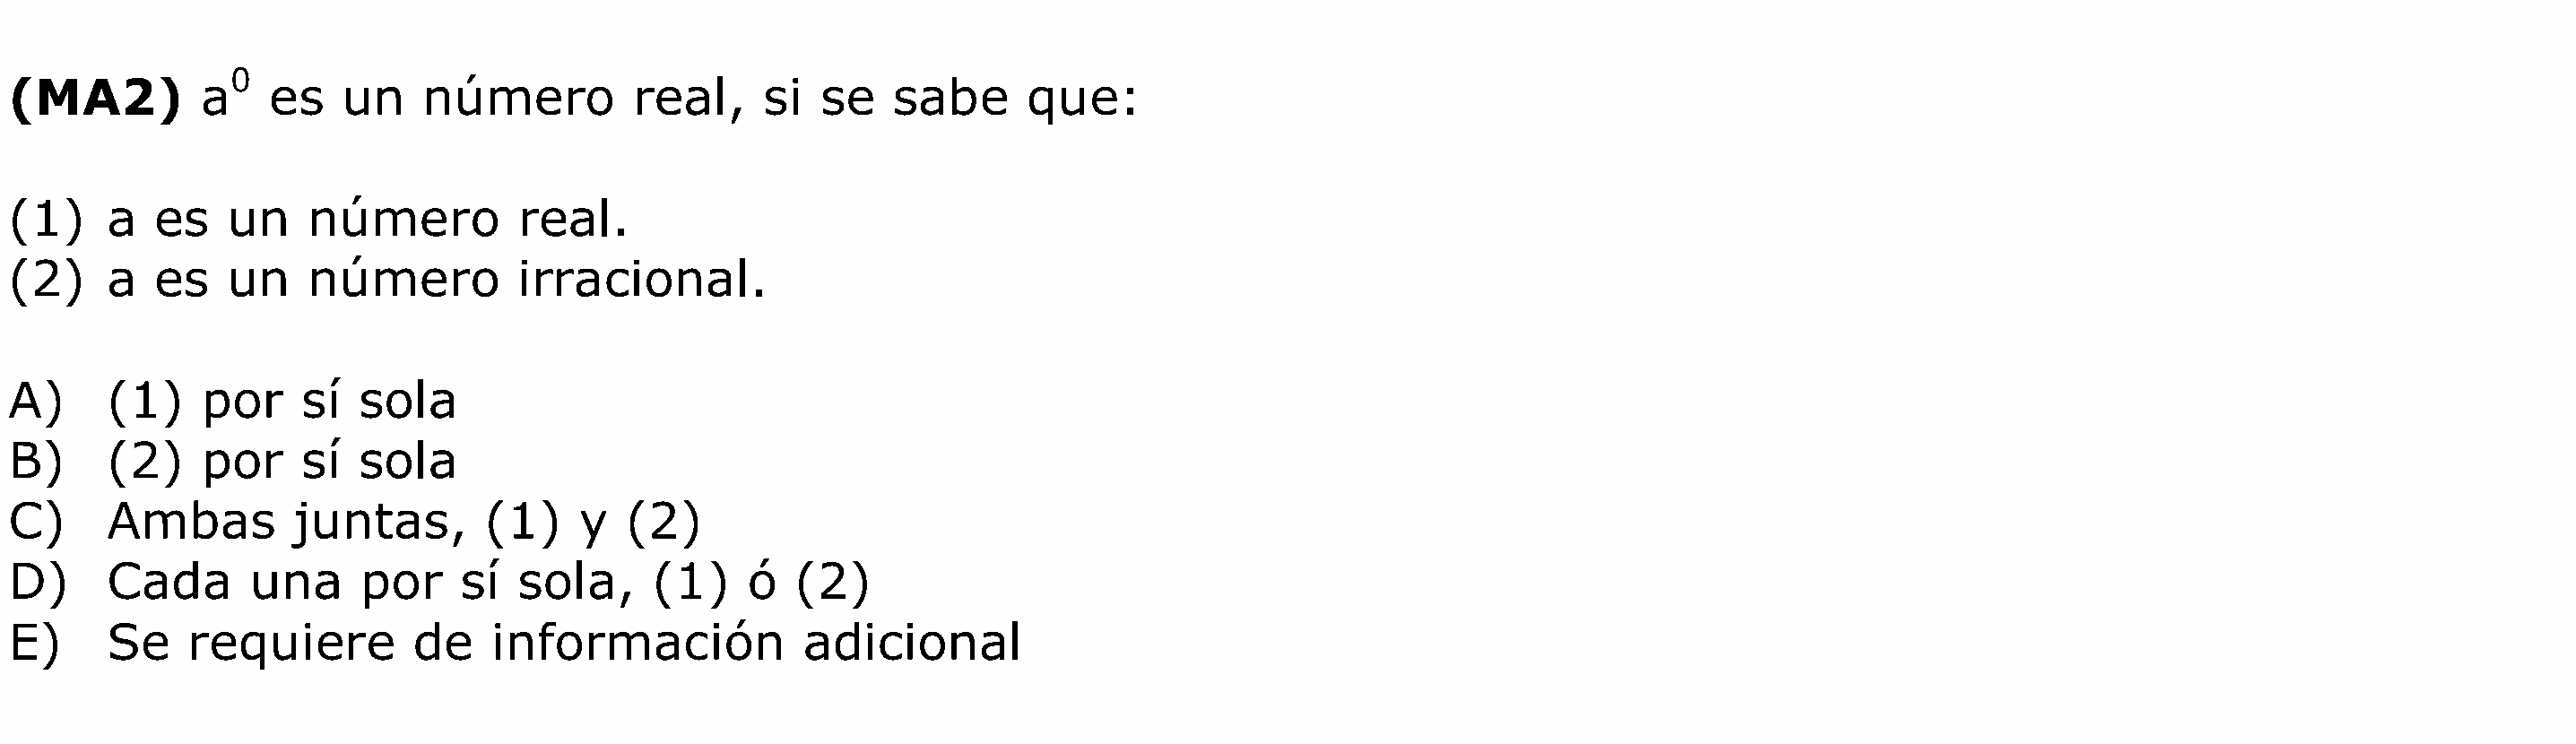 (MA2) a⁰ es un número real, si se sabe que:
(1) a es un número real.
(2) a es un número irracional.
A) (1) por sí sola
B) (2) por sí sola
C) Ambas juntas, (1) y (2)
D) Cada una por sí sola, (1) ó (2)
E) Se requiere de información adicional